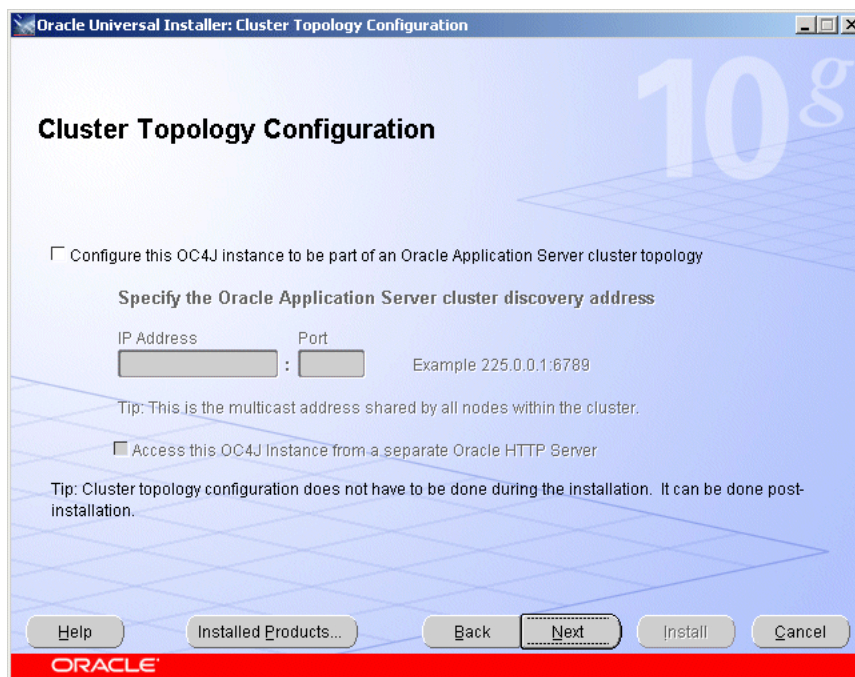 Oracle Universal Installer: Cluster Topology Configuration
10g
Cluster Topology Configuration
Configure this OC4J instance to be part of an Oracle Application Server cluster topology
Specify the Oracle Application Server cluster discovery address
IP Address Port
: Example 225.0.0.1:6789
Tip: This is the multicast address shared by all nodes within the cluster.
Access this OC4J Instance from a separate Oracle HTTP Server
Tip: Cluster topology configuration does not have to be done during the installation. It can be done post-
installation.
Help Installed Products... Back Next Install Cancel
ORACLE